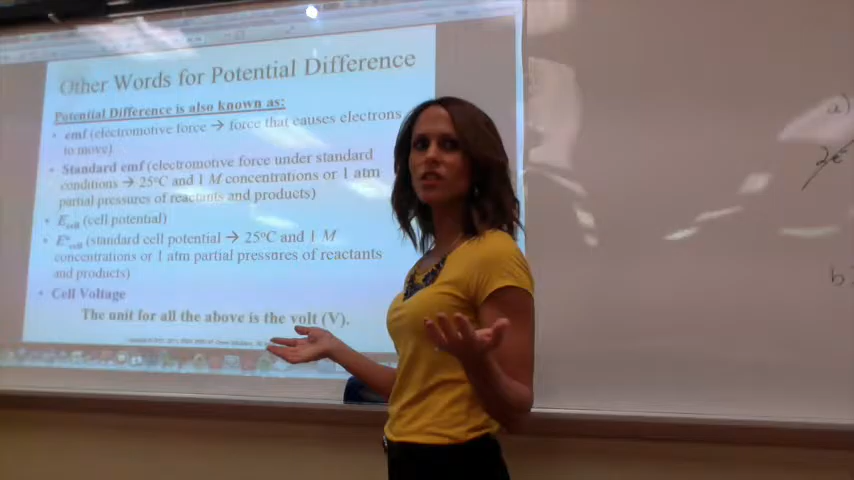 Other Words for Potential Difference
Potential Difference is also known as:
• emf (electromotive force → force that causes electrons
to move)
• Standard emf (electromotive force under standard
conditions → 25°C and 1 M concentrations or 1 atm
partial pressures of reactants and products)
• Ecell (cell potential)
• E°cell (standard cell potential → 25°C and 1 M
concentrations or 1 atm partial pressures of reactants
and products)
• Cell Voltage
The unit for all the above is the volt (V).
a)
2e
b